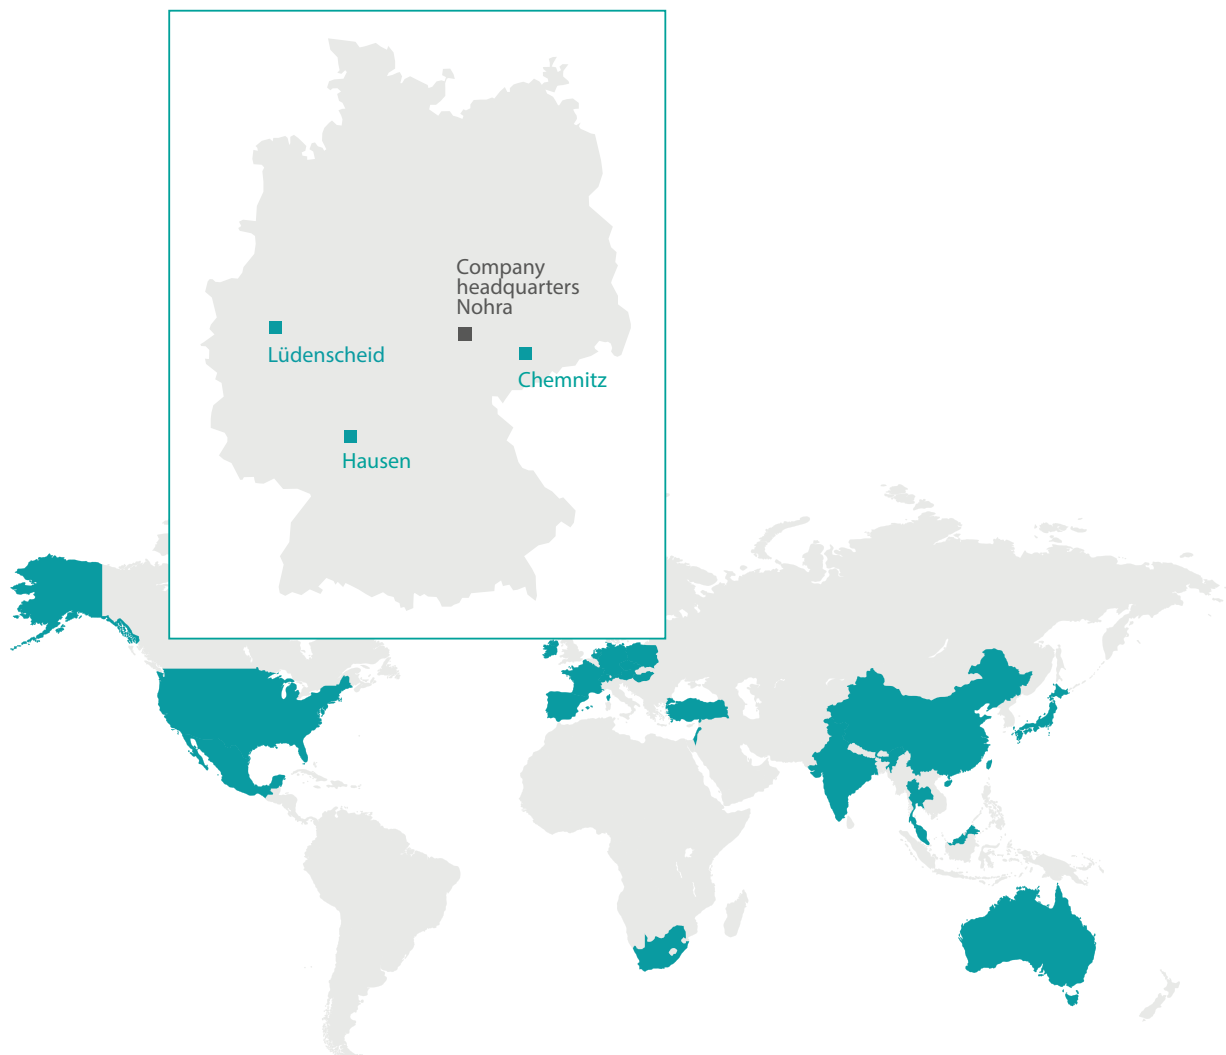 Company
headquarters
Nohra
Lüdenscheid
Chemnitz
Hausen